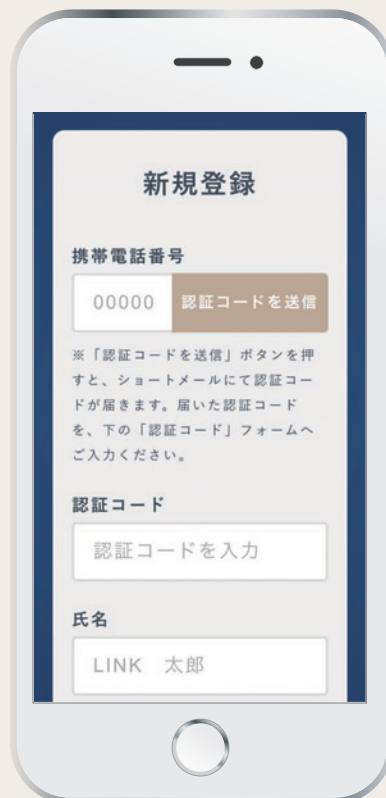 新規登録
携帯電話番号
00000 認証コードを送信
※「認証コードを送信」ボタンを押
すと、ショートメールにて認証コー
ドが届きます。届いた認証コード
を、下の「認証コード」フォームへ
ご入力ください。
認証コード
認証コードを入力
氏名
LINK　太郎